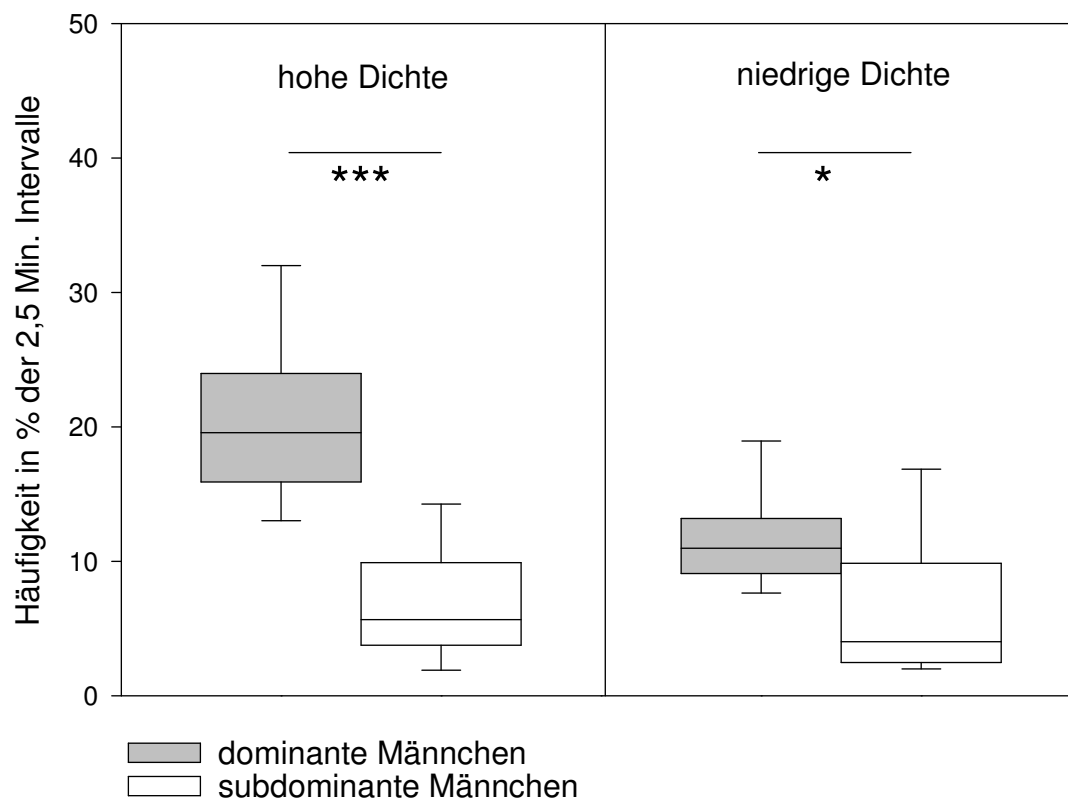 Häufigkeit in % der 2,5 Min. Intervalle
50
40
30
20
10
0
hohe Dichte
niedrige Dichte
***
*
dominante Männchen
subdominante Männchen